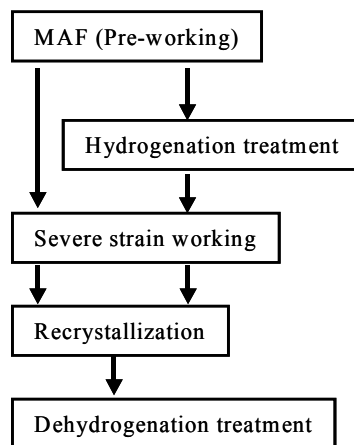 MAF (Pre-working)
Hydrogenation treatment
Severe strain working
Recrystallization
Dehydrogenation treatment